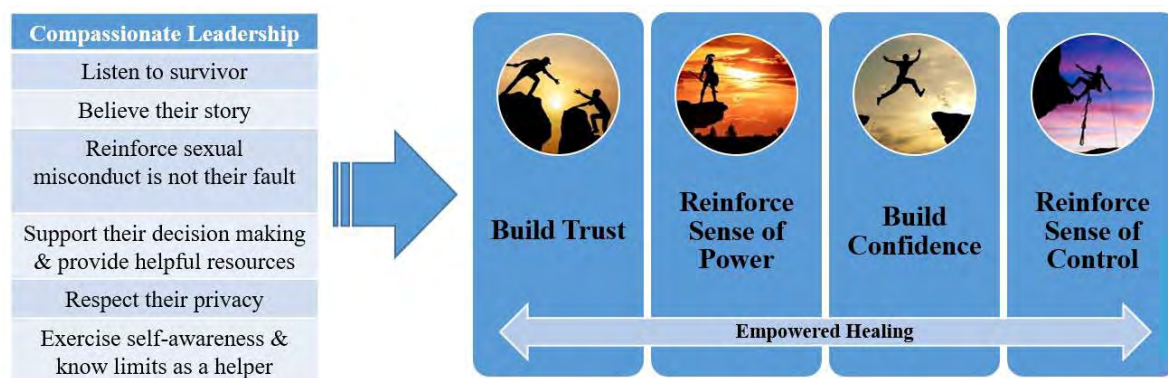 Compassionate Leadership
Listen to survivor
Believe their story
Reinforce sexual
misconduct is not their fault
Support their decision making
& provide helpful resources
Respect their privacy
Exercise self-awareness &
know limits as a helper
Build Trust
Reinforce
Sense of
Power
Build
Confidence
Reinforce
Sense of
Control
Empowered Healing